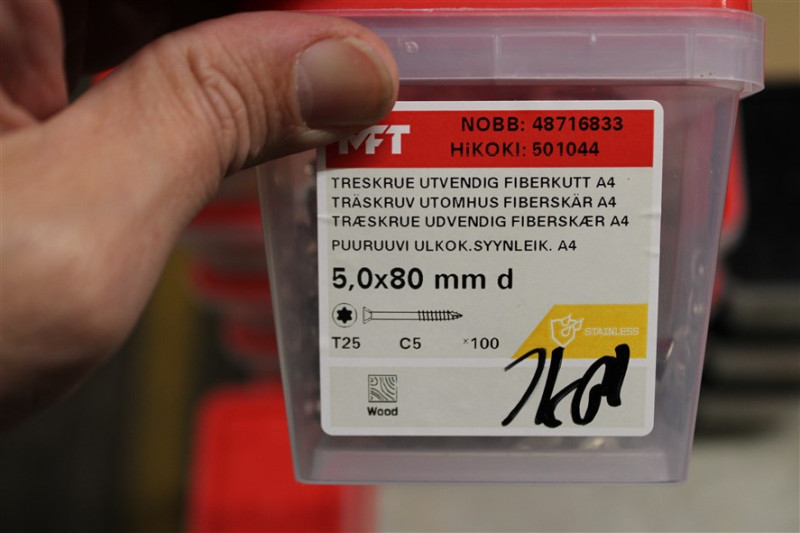 MFT
NOBB: 48716833
HiKOKI: 501044
TRESKRUE UTVENDIG FIBERKUTT A4
TRÄSKRUV UTOMHUS FIBERSKÄR A4
TRÆSKRUE UDVENDIG FIBERSKÆR A4
PUURUUVI ULKOK.SYYNLEIK. A4
5,0x80 mm d
STAINLESS
T25 C5 x100
Wood